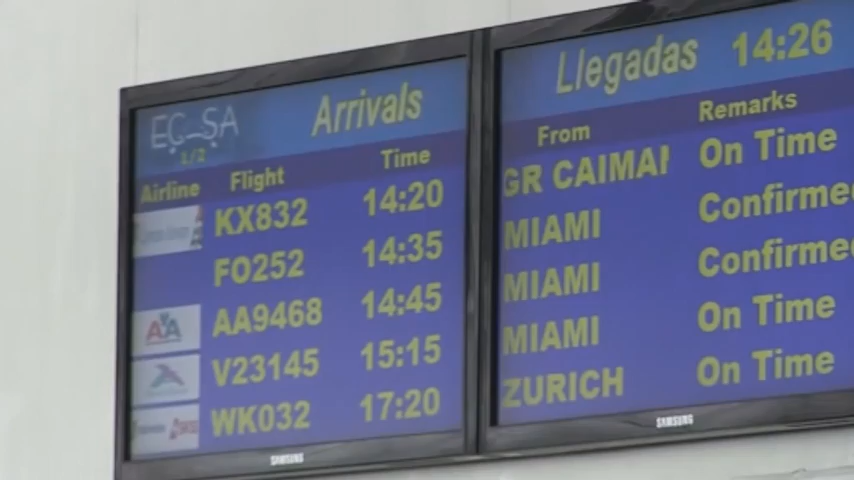 EC_SA Arrivals
1/2
Airline Flight Time
KX832 14:20
FO252 14:35
AA AA9468 14:45
V23145 15:15
WK032 17:20
SAMSUNG
Llegadas 14:26
From Remarks
GR CAIMAN On Time
MIAMI Confirmed
MIAMI Confirmed
MIAMI On Time
ZURICH On Time
SAMSUNG